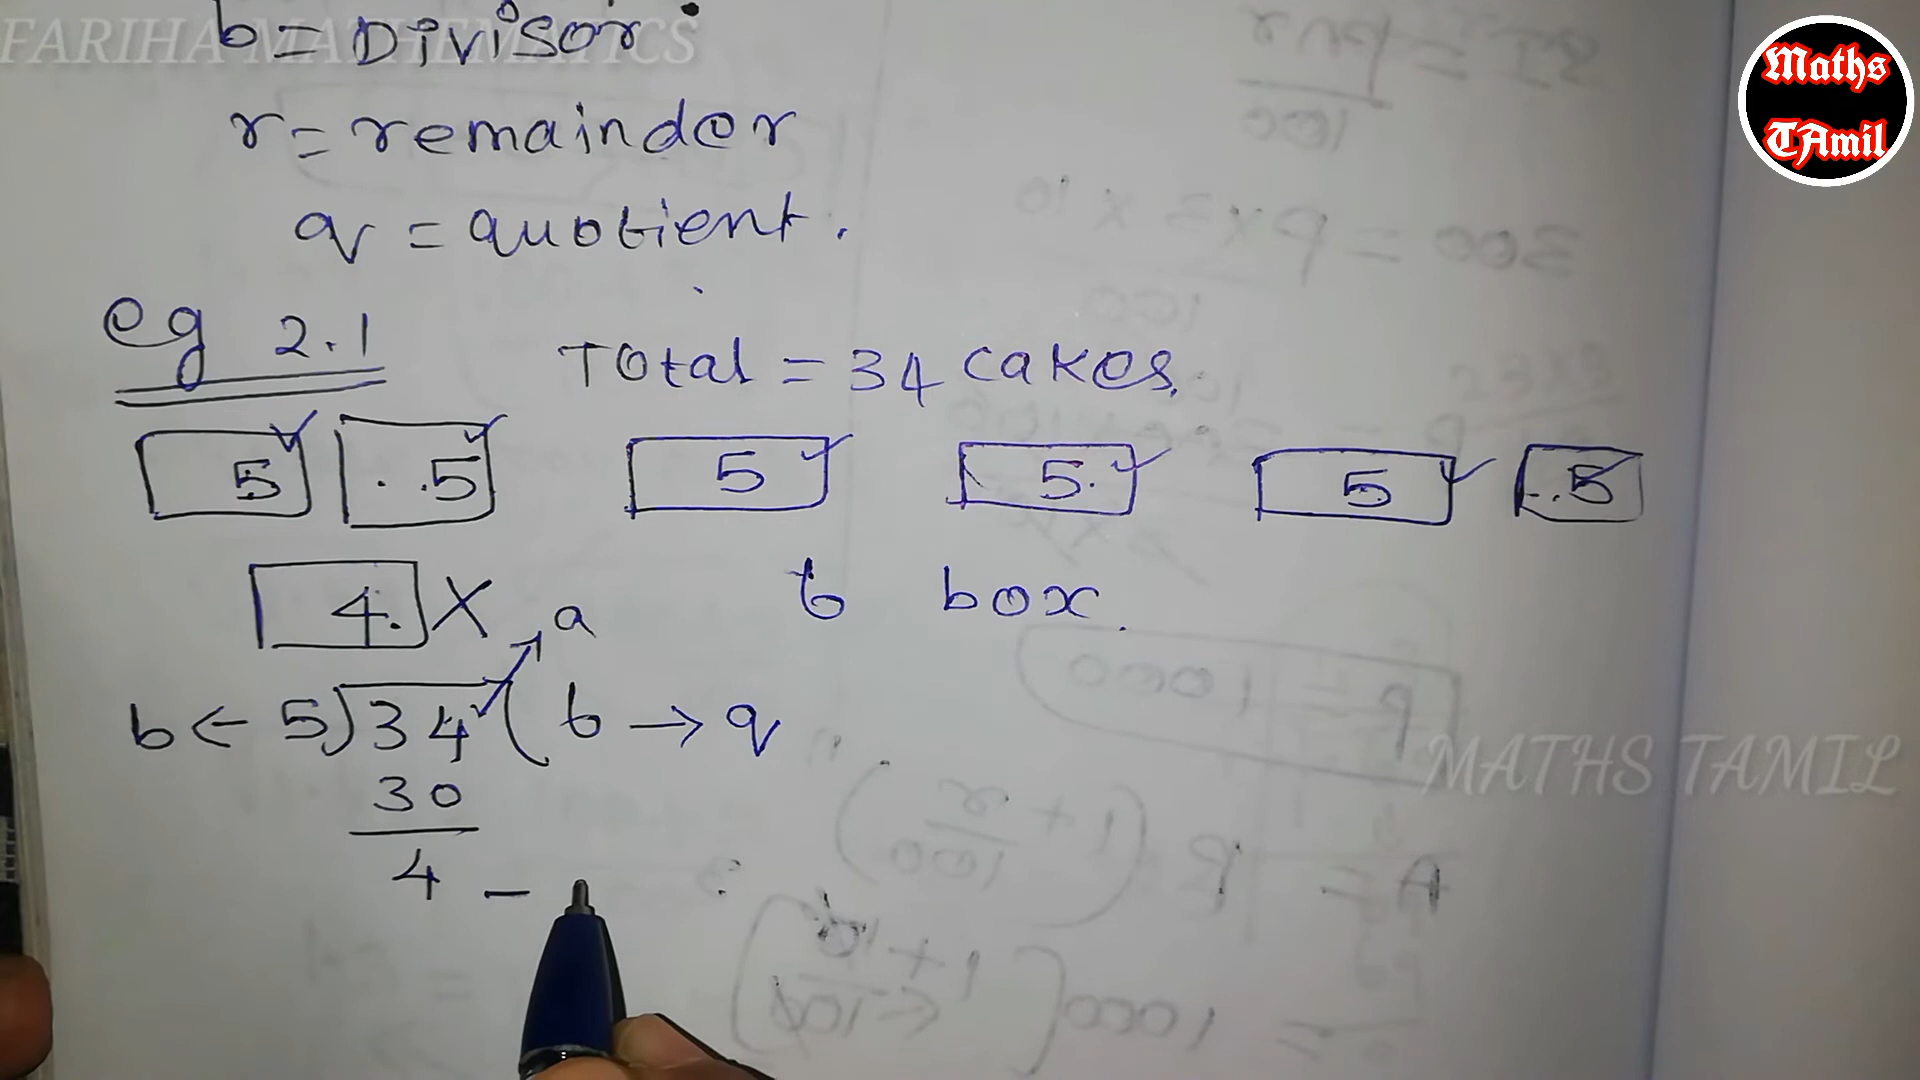 FARIHA MATHEMATICS
b = Divisor
r = remainder
q = quotient.
eg 2.1 Total = 34 cakes.
5 5 5 5 5 5
4 X 6 box.
a
b ← 5) 34 ( 6 → q
30
4 –
Maths
TAmil
MATHS TAMIL